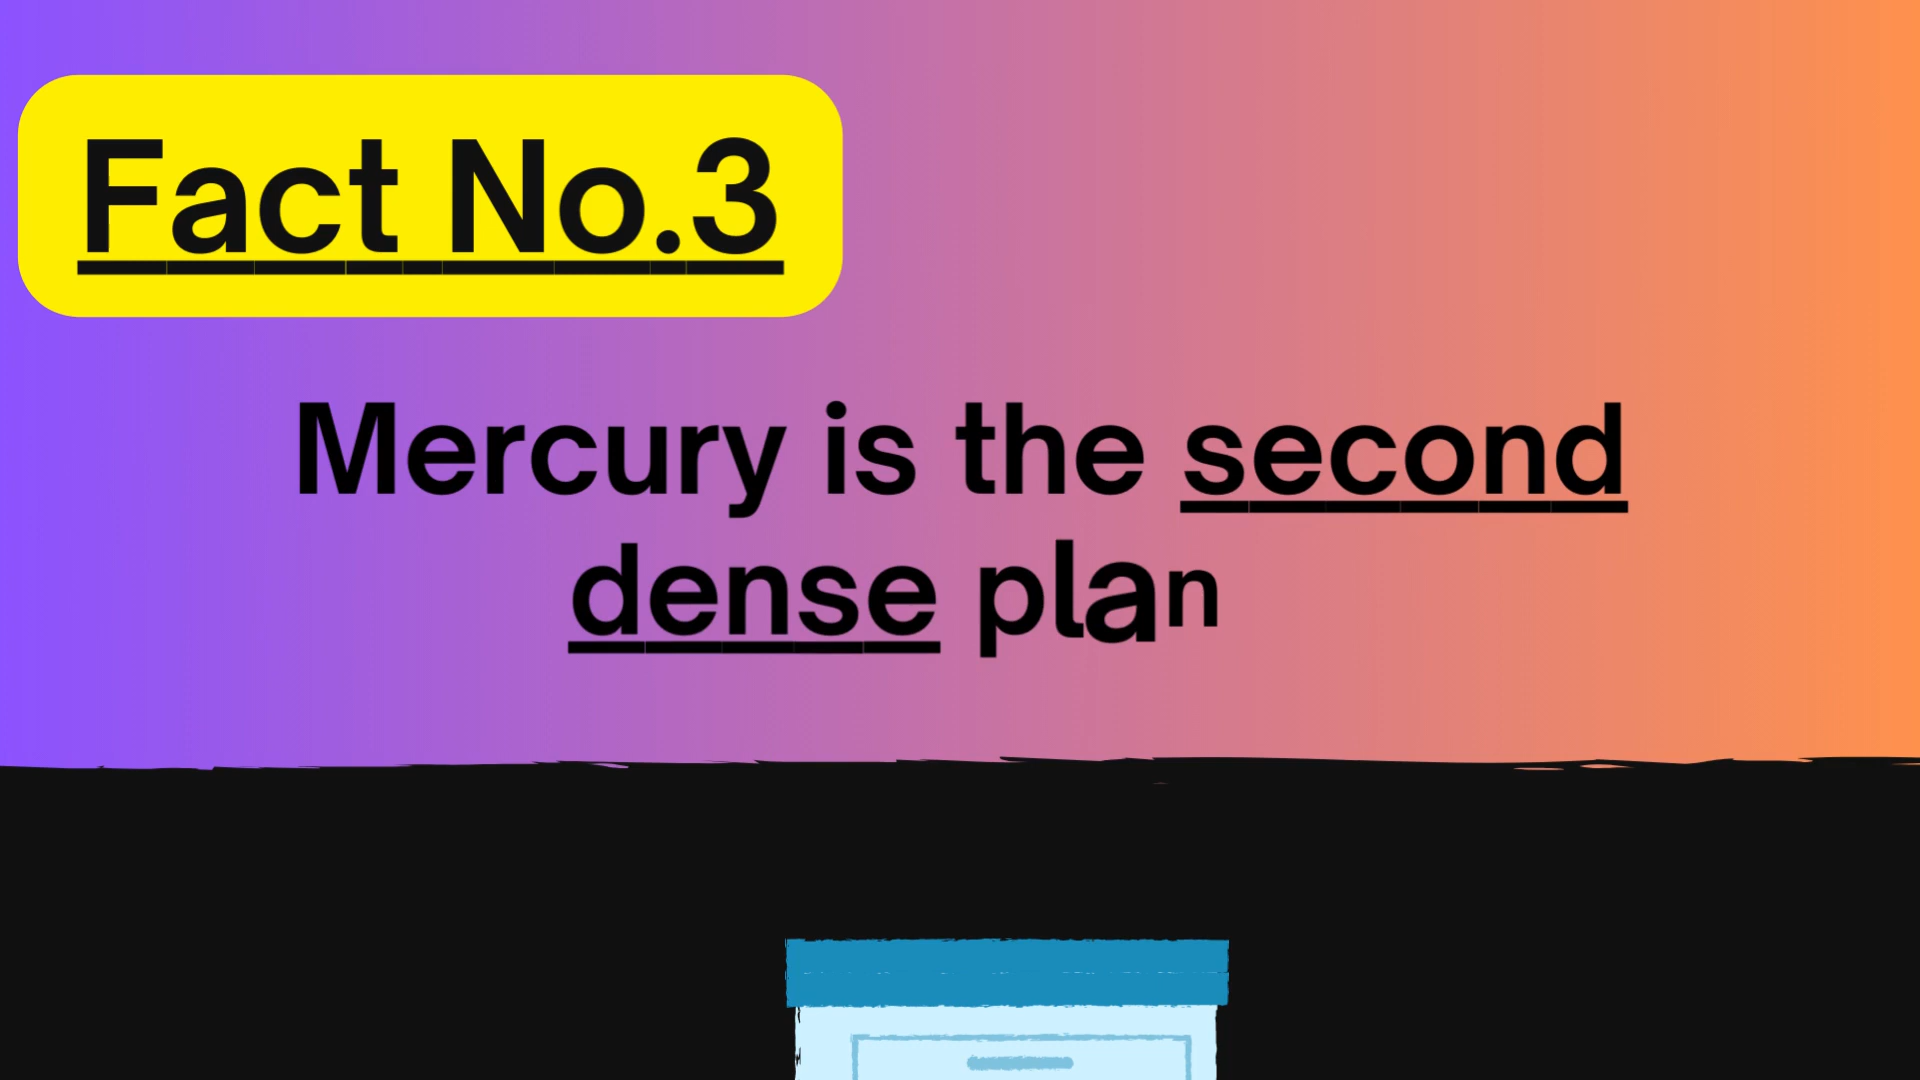 Fact No.3
Mercury is the second
dense plan